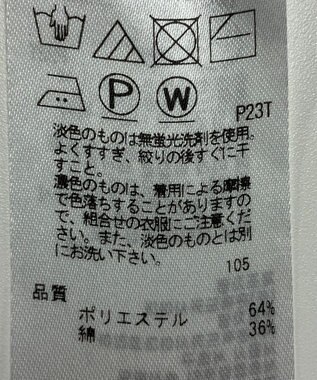 P W
P23T
淡色のものは無蛍光洗剤を使用。
よくすすぎ、絞りの後すぐに干
すこと。
濃色のものは、着用による摩擦
で色落ちすることがありますの
で、組合せの衣服にご注意くだ
さい。また、淡色のものとは別
にお洗い下さい。
105
品質
ポリエステル 64%
綿 36%